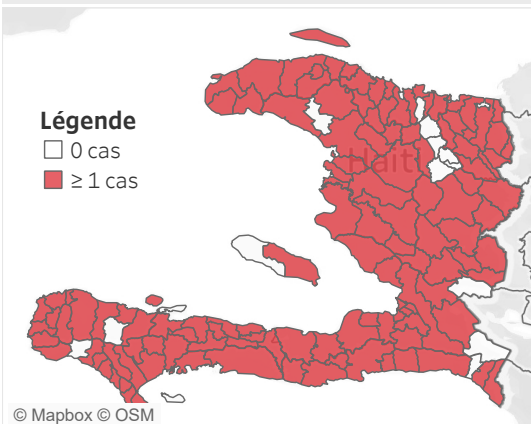 Légende
0 cas
≥ 1 cas
Haiti
© Mapbox © OSM